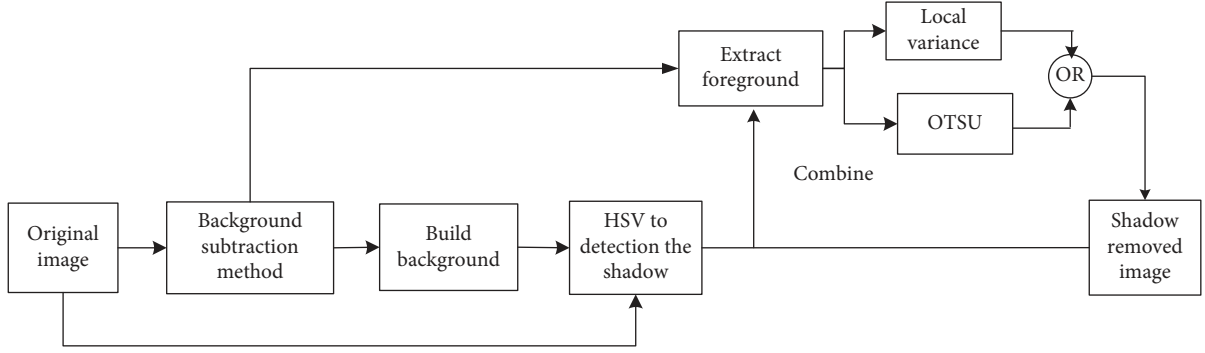 Local
variance
Extract
foreground
OR
OTSU
Combine
Original
image
Background
subtraction
method
Build
background
HSV to
detection the
shadow
Shadow
removed
image